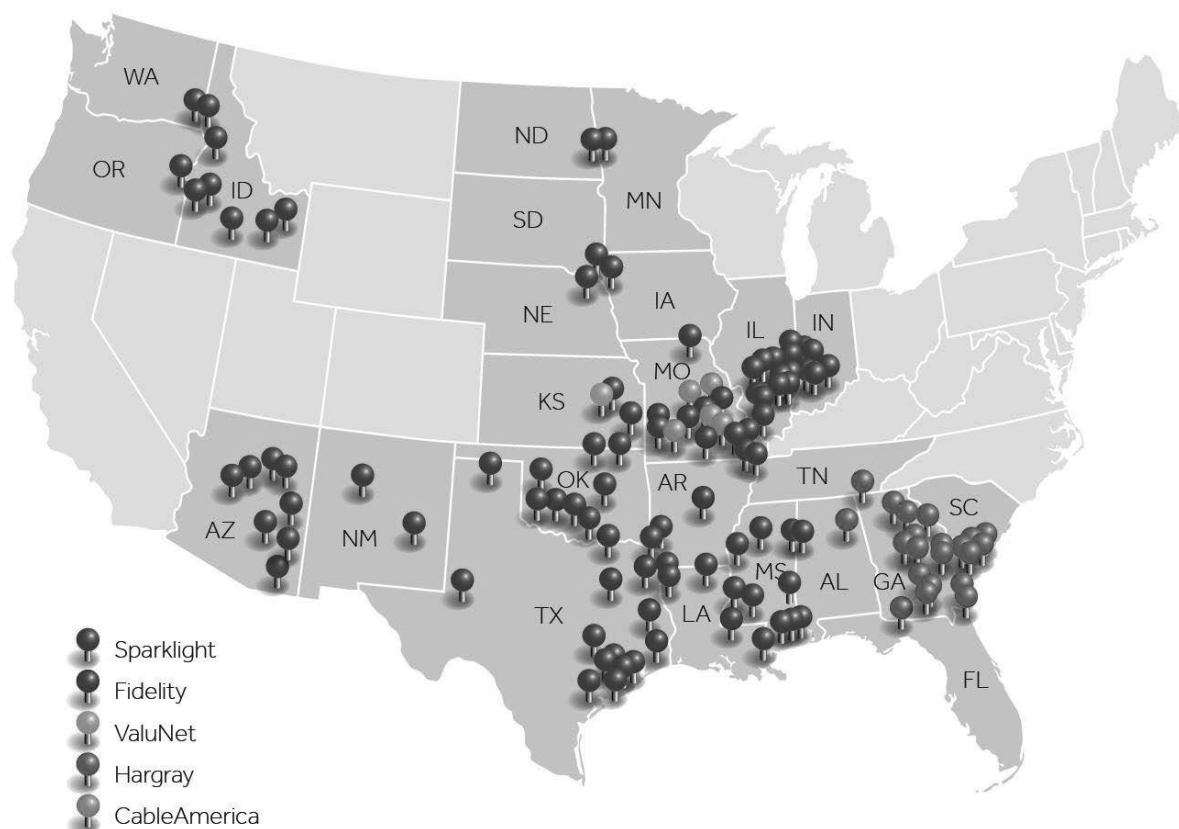 WA
OR
ID
ND
MN
SD
NE
IA
IL
IN
MO
KS
OK
AR
TN
SC
AZ
NM
TX
LA
MS
AL
GA
FL
Sparklight
Fidelity
ValuNet
Hargray
CableAmerica